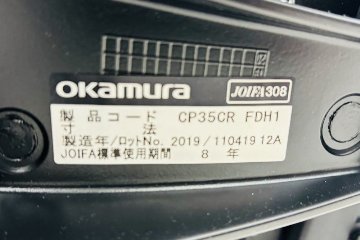 okamura JOIFA308
製品コード CP35CR FDH1
寸法
製造年/ロットNo. 2019/110419 12A
JOIFA標準使用期間 8 年